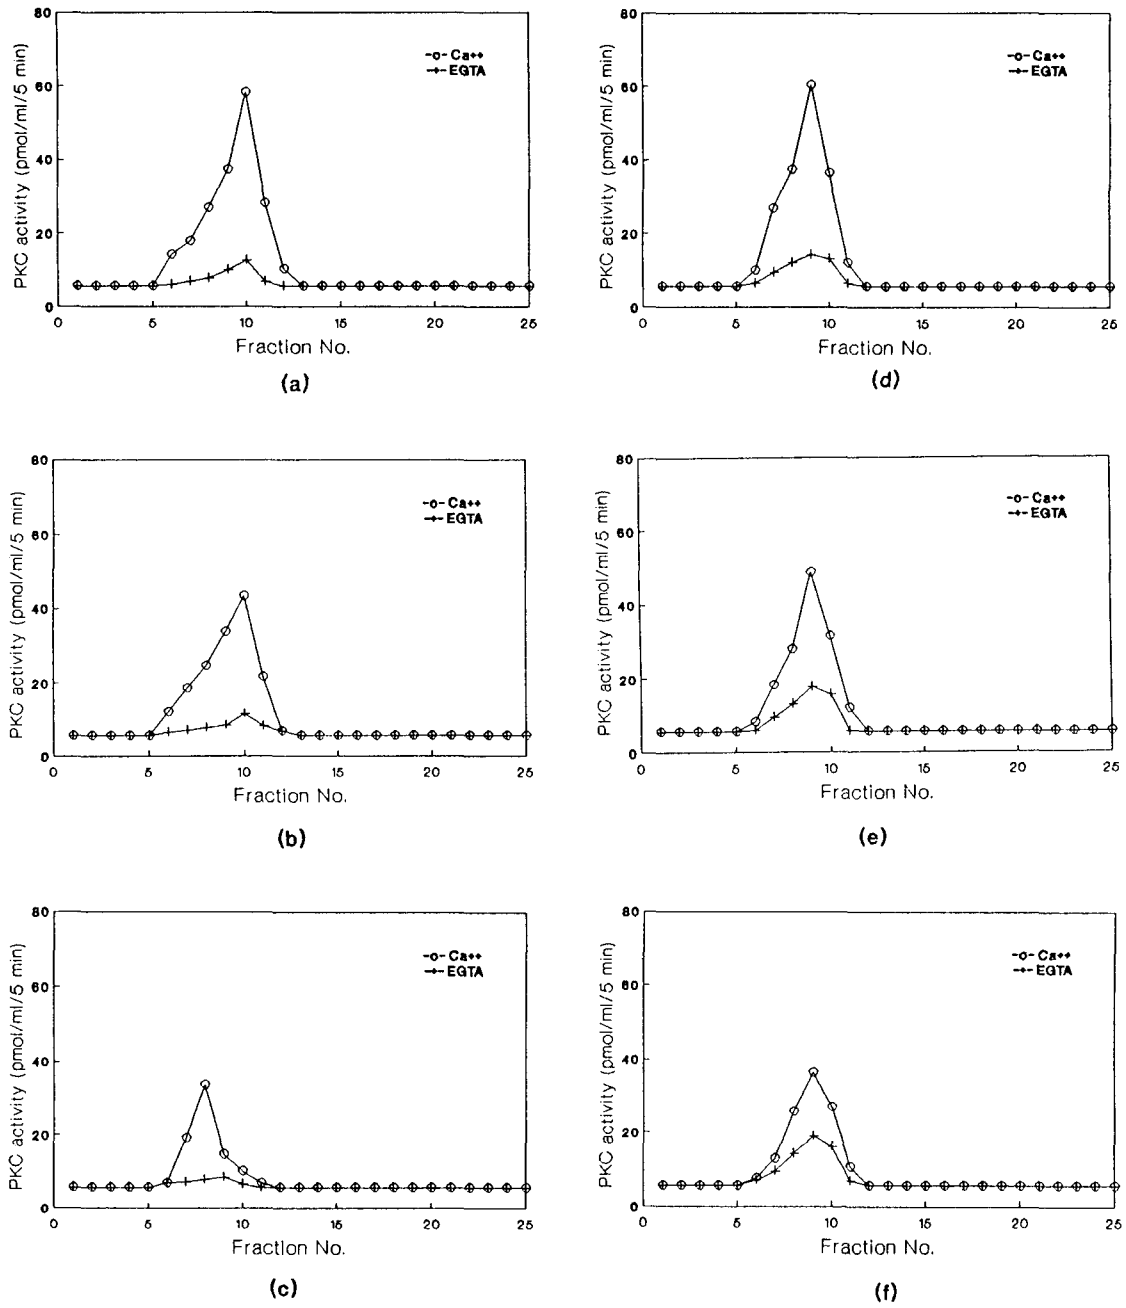 PKC activity (pmol/ml/5 min)
80
60
40
20
0
-o- Ca++
-+- EGTA
0 5 10 15 20 25
Fraction No.
(a)
PKC activity (pmol/ml/5 min)
80
60
40
20
0
-o- Ca++
-+- EGTA
0 5 10 15 20 25
Fraction No.
(d)
PKC activity (pmol/ml/5 min)
80
60
40
20
0
-o- Ca++
-+- EGTA
0 5 10 15 20 25
Fraction No.
(b)
PKC activity (pmol/ml/5 min)
80
60
40
20
0
-o- Ca++
-+- EGTA
0 5 10 15 20 25
Fraction No.
(e)
PKC activity (pmol/ml/5 min)
80
60
40
20
0
-o- Ca++
-+- EGTA
0 5 10 15 20 25
Fraction No.
(c)
PKC activity (pmol/ml/5 min)
80
60
40
20
0
-o- Ca++
-+- EGTA
0 5 10 15 20 25
Fraction No.
(f)